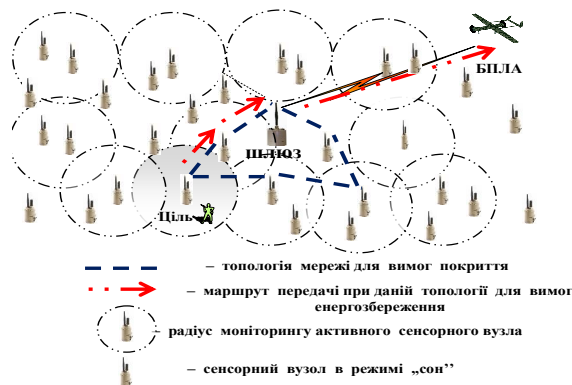 БПЛА
ШЛЮЗ
Ціль
– топологія мережі для вимог покриття
– маршрут передачі при даній топології для вимог
енергозбереження
– радіус моніторингу активного сенсорного вузла
– сенсорний вузол в режимі „сон’’